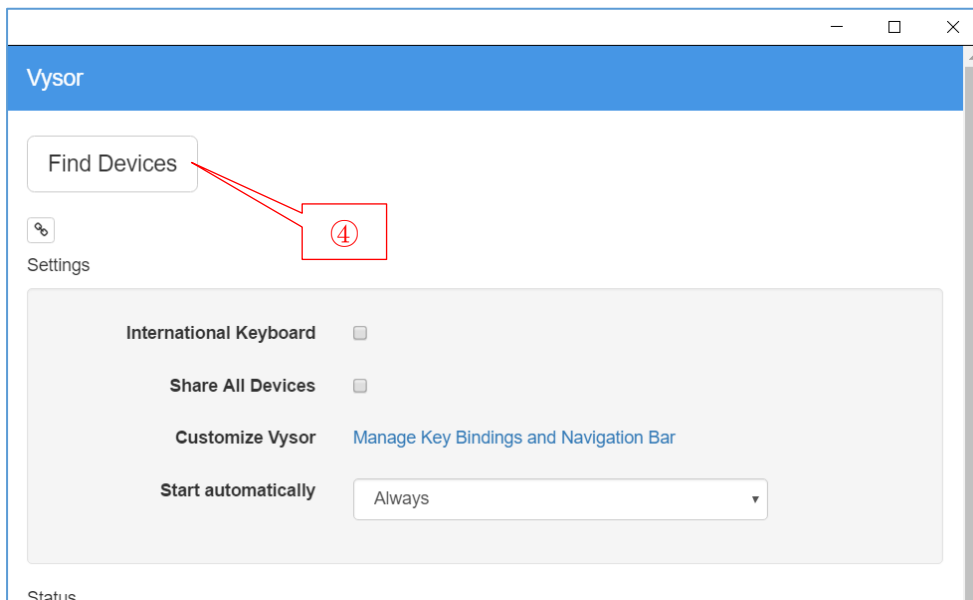 Vysor
Find Devices
④
Settings
International Keyboard
Share All Devices
Customize Vysor Manage Key Bindings and Navigation Bar
Start automatically Always
Status